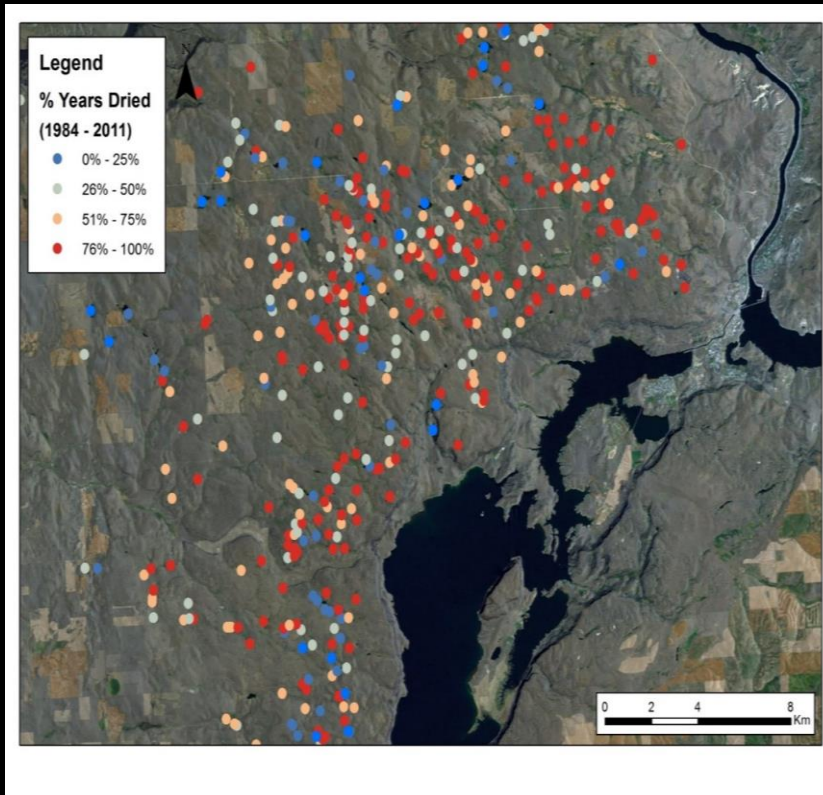 Legend
N
% Years Dried
(1984 - 2011)
0% - 25%
26% - 50%
51% - 75%
76% - 100%
0 2 4 8
Km